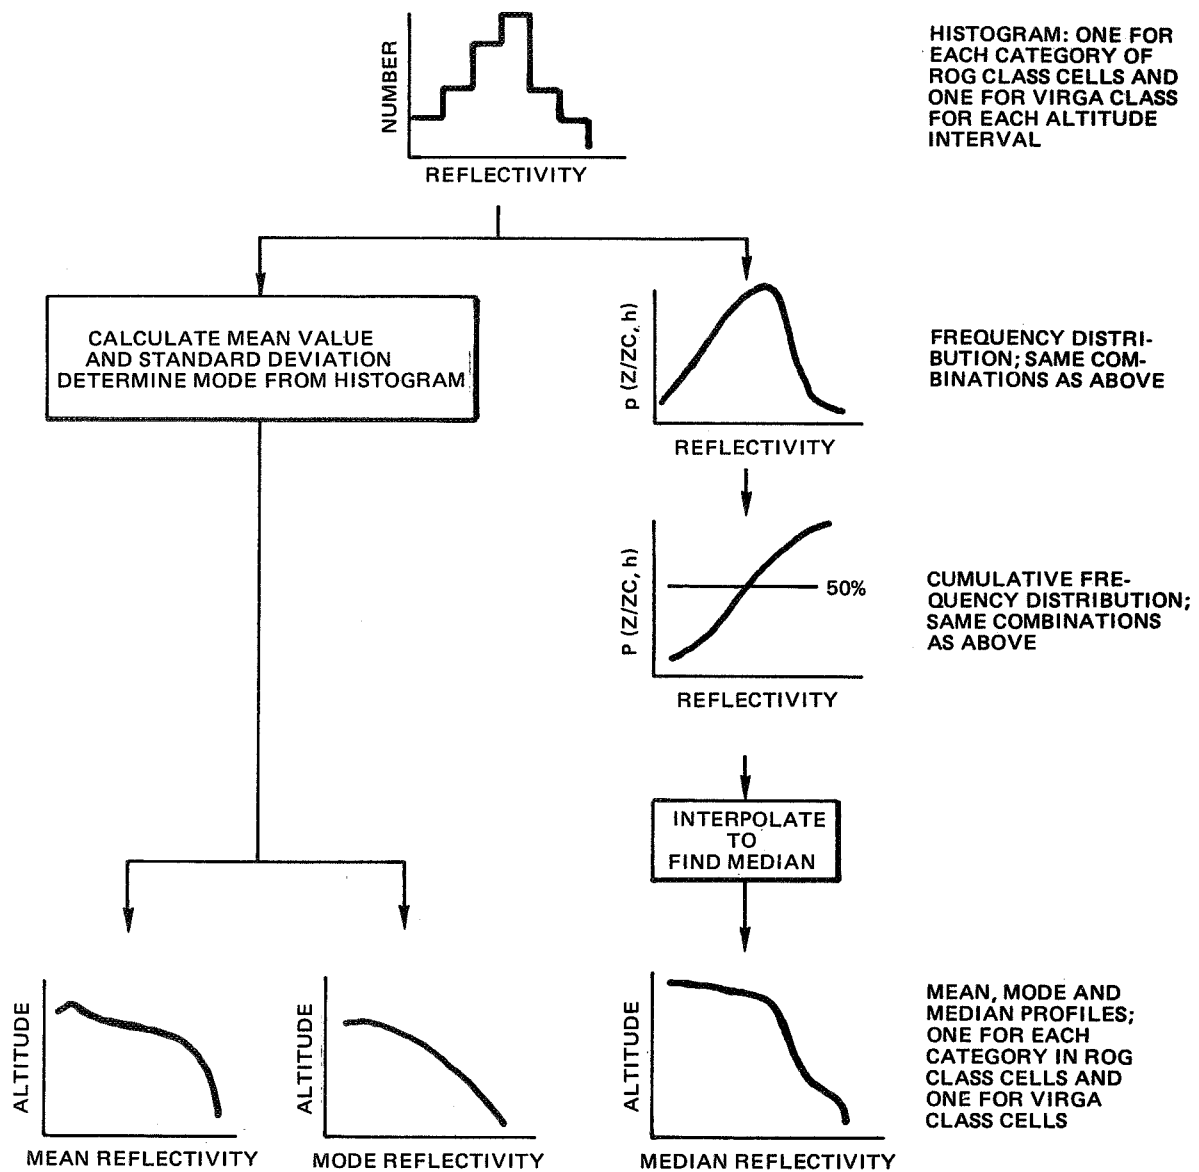 NUMBER
REFLECTIVITY
HISTOGRAM: ONE FOR
EACH CATEGORY OF
ROG CLASS CELLS AND
ONE FOR VIRGA CLASS
FOR EACH ALTITUDE
INTERVAL
CALCULATE MEAN VALUE
AND STANDARD DEVIATION
DETERMINE MODE FROM HISTOGRAM
p (Z/ZC, h)
REFLECTIVITY
FREQUENCY DISTRI-
BUTION; SAME COM-
BINATIONS AS ABOVE
P (Z/ZC, h)
50%
REFLECTIVITY
CUMULATIVE FRE-
QUENCY DISTRIBUTION;
SAME COMBINATIONS
AS ABOVE
INTERPOLATE
TO
FIND MEDIAN
ALTITUDE
MEAN REFLECTIVITY
ALTITUDE
MODE REFLECTIVITY
ALTITUDE
MEDIAN REFLECTIVITY
MEAN, MODE AND
MEDIAN PROFILES;
ONE FOR EACH
CATEGORY IN ROG
CLASS CELLS AND
ONE FOR VIRGA
CLASS CELLS